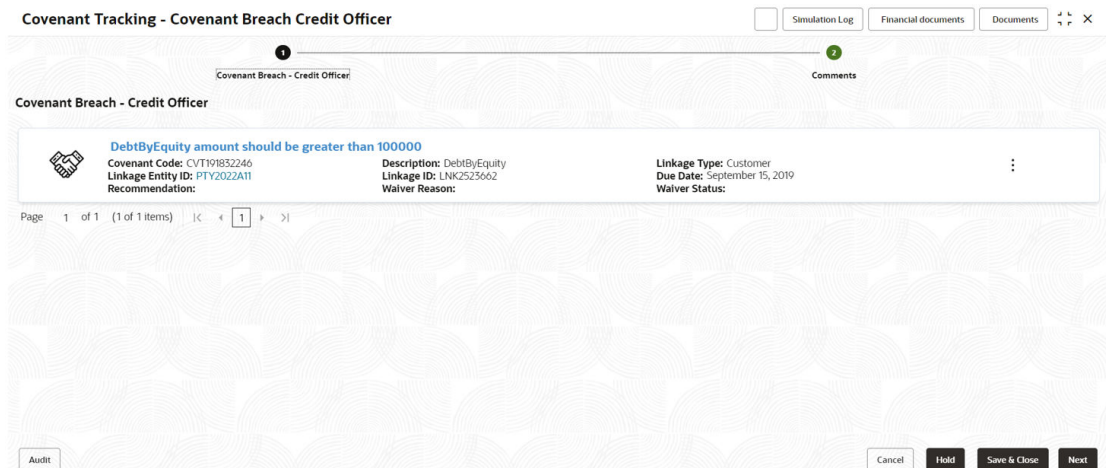 Covenant Tracking - Covenant Breach Credit Officer
Simulation Log
Financial documents
Documents
1
2
Covenant Breach - Credit Officer
Comments
Covenant Breach - Credit Officer
DebtByEquity amount should be greater than 100000
Covenant Code: CVT191832246 Description: DebtByEquity Linkage Type: Customer
Linkage Entity ID: PTY2022A11 Linkage ID: LNK2523662 Due Date: September 15, 2019
Recommendation: Waiver Reason: Waiver Status:
Page 1 of 1 (1 of 1 items) 1
Audit
Cancel
Hold
Save & Close
Next